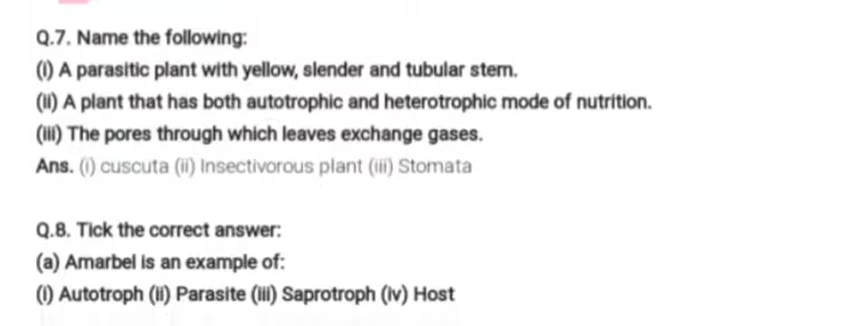 Q.7. Name the following:
(i) A parasitic plant with yellow, slender and tubular stem.
(ii) A plant that has both autotrophic and heterotrophic mode of nutrition.
(iii) The pores through which leaves exchange gases.
Ans. (i) cuscuta (ii) Insectivorous plant (iii) Stomata
Q.8. Tick the correct answer:
(a) Amarbel is an example of:
(i) Autotroph (ii) Parasite (iii) Saprotroph (iv) Host